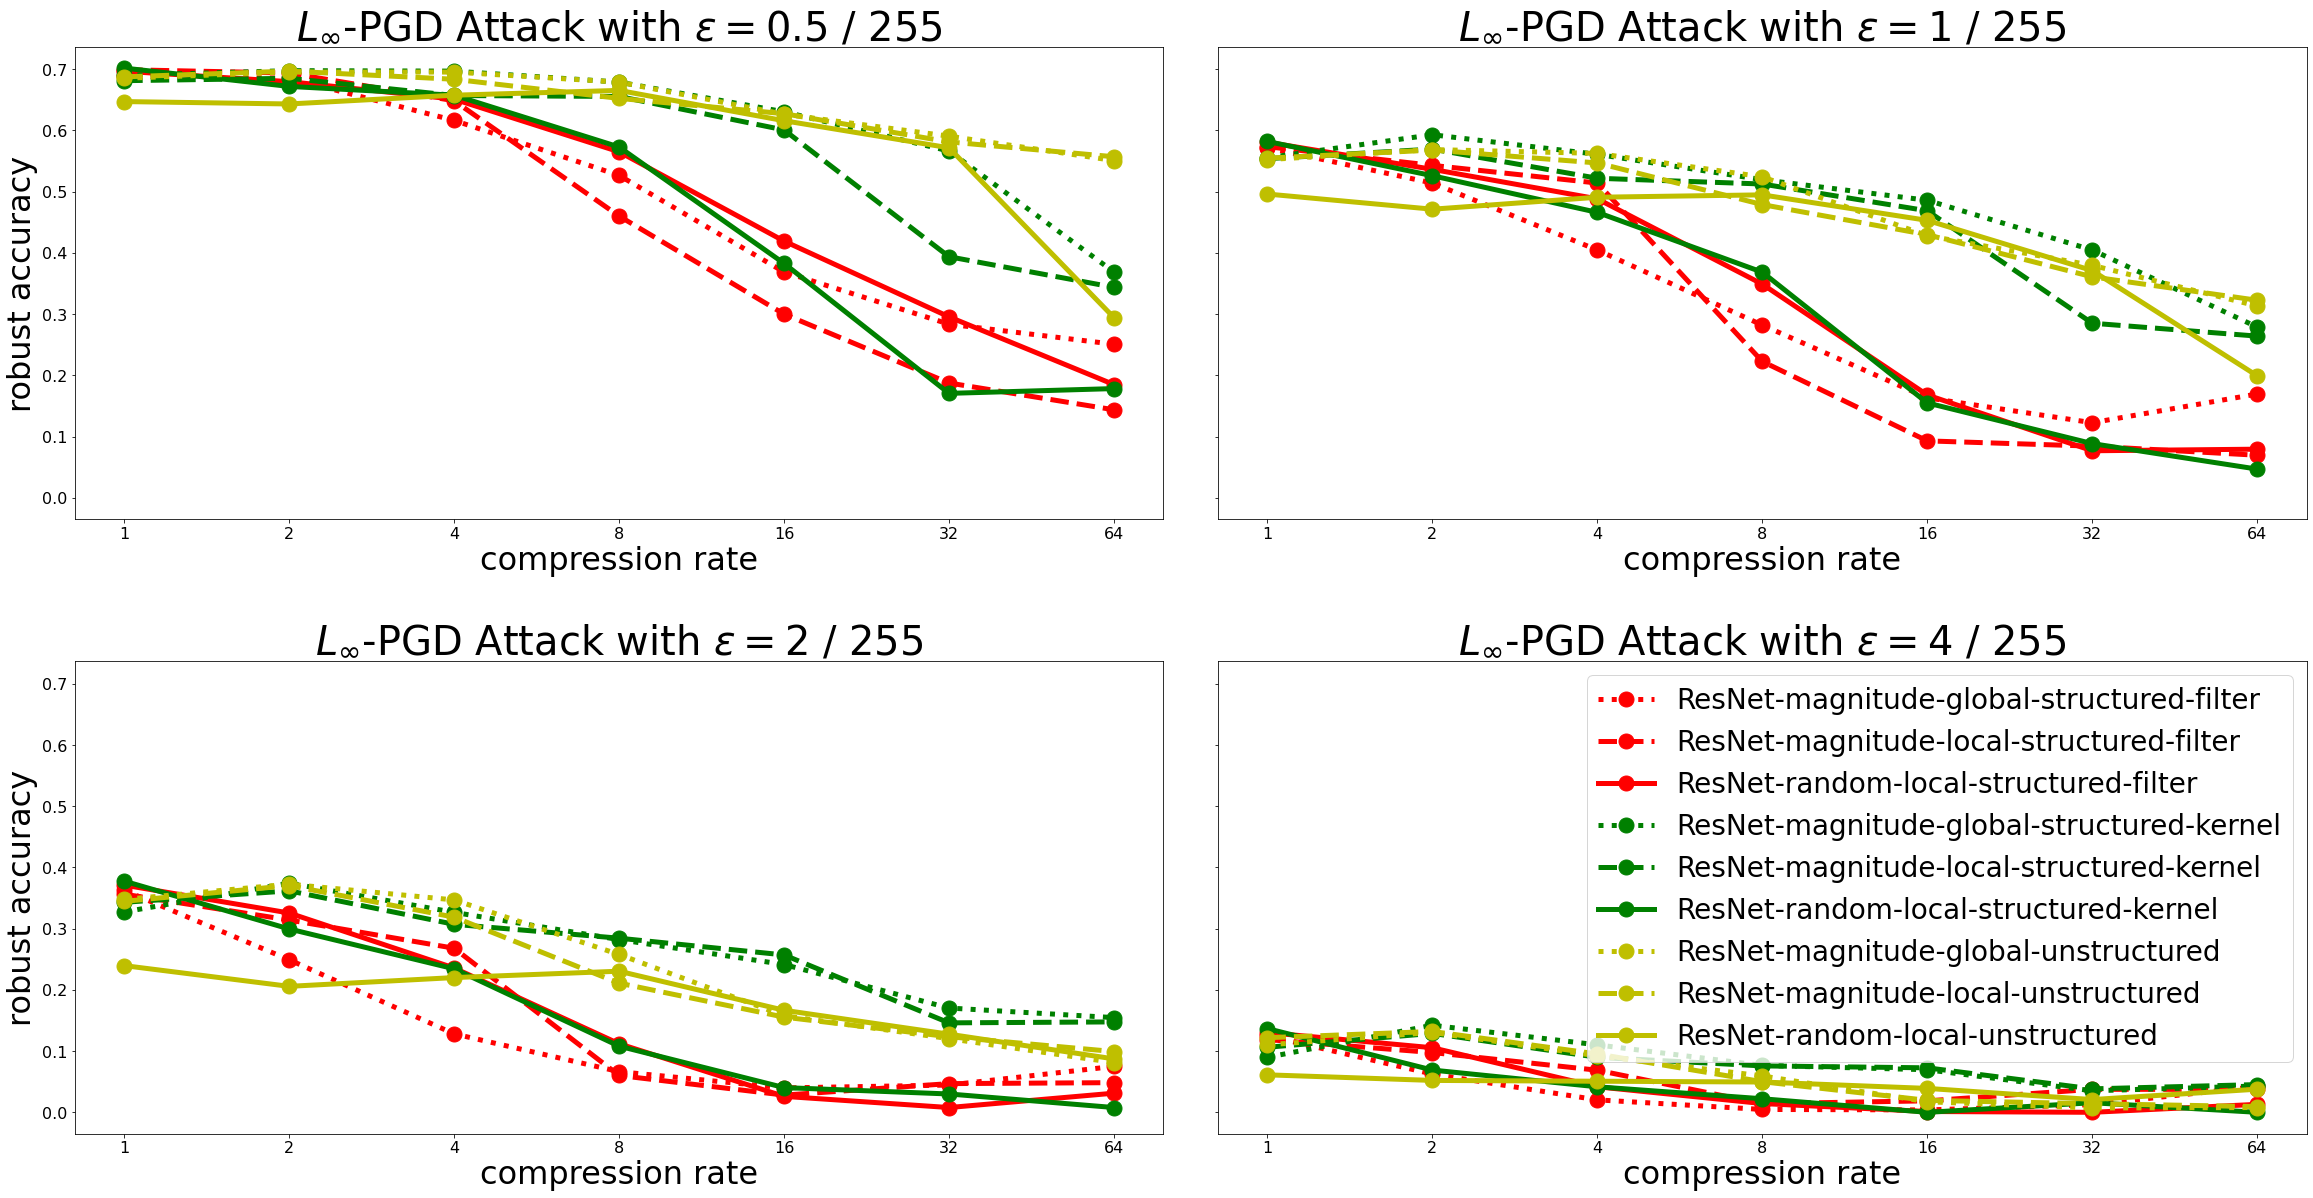 L∞-PGD Attack with ε = 0.5 / 255
L∞-PGD Attack with ε = 1 / 255
robust accuracy
0.7
0.6
0.5
0.4
0.3
0.2
0.1
0.0
1 2 4 8 16 32 64
compression rate
1 2 4 8 16 32 64
compression rate
L∞-PGD Attack with ε = 2 / 255
L∞-PGD Attack with ε = 4 / 255
robust accuracy
0.7
0.6
0.5
0.4
0.3
0.2
0.1
0.0
1 2 4 8 16 32 64
compression rate
ResNet-magnitude-global-structured-filter
ResNet-magnitude-local-structured-filter
ResNet-random-local-structured-filter
ResNet-magnitude-global-structured-kernel
ResNet-magnitude-local-structured-kernel
ResNet-random-local-structured-kernel
ResNet-magnitude-global-unstructured
ResNet-magnitude-local-unstructured
ResNet-random-local-unstructured
1 2 4 8 16 32 64
compression rate